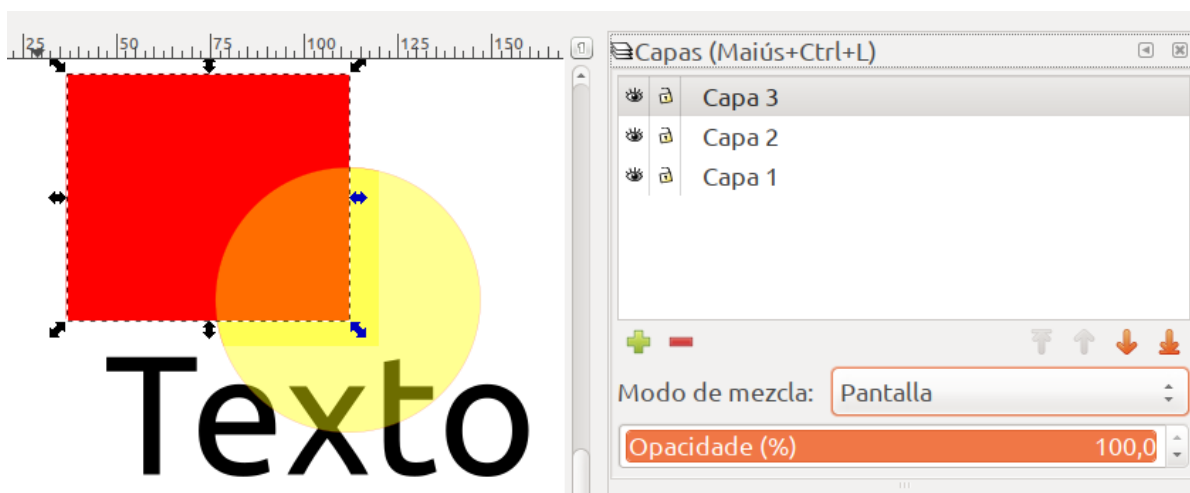 25 50 75 100 125 150
Capas (Maiús+Ctrl+L)
Capa 3
Capa 2
Capa 1
Modo de mezcla: Pantalla
Opacidade (%) 100,0
Texto